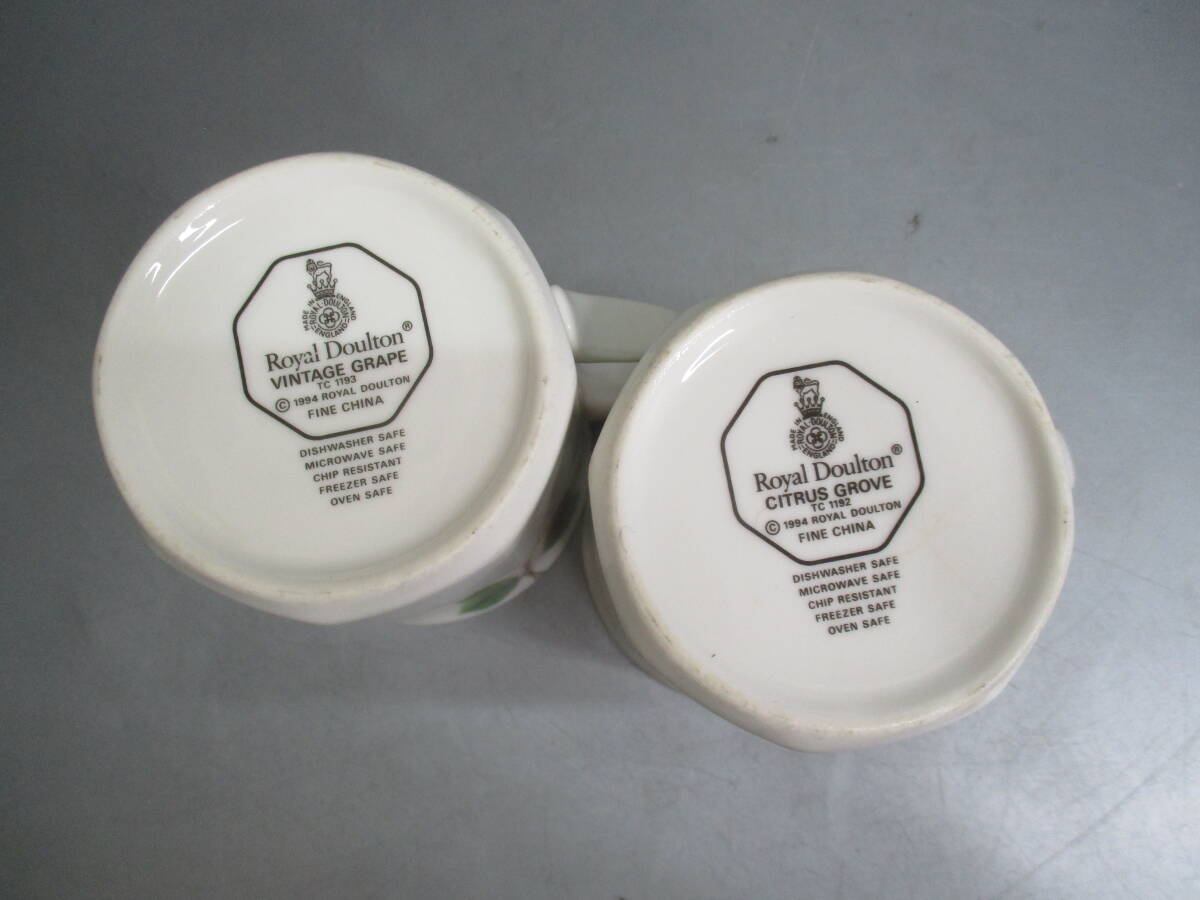 MADE IN ENGLAND
ROYAL·DOULTON
ENGLAND
Royal Doulton®
VINTAGE GRAPE
TC 1193
© 1994 ROYAL DOULTON
FINE CHINA
DISHWASHER SAFE
MICROWAVE SAFE
CHIP RESISTANT
FREEZER SAFE
OVEN SAFE
MADE IN ENGLAND
ROYAL·DOULTON
ENGLAND
Royal Doulton®
CITRUS GROVE
TC 1192
© 1994 ROYAL DOULTON
FINE CHINA
DISHWASHER SAFE
MICROWAVE SAFE
CHIP RESISTANT
FREEZER SAFE
OVEN SAFE